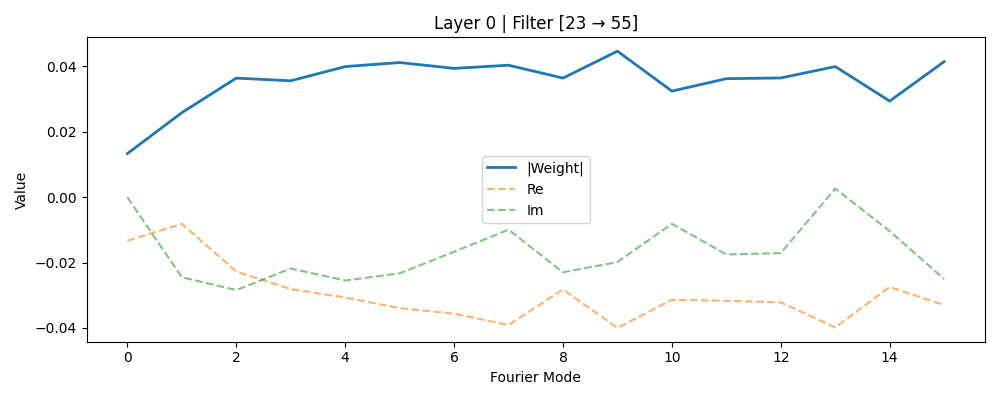 Layer 0 | Filter [23 → 55]
0.04
0.02
0.00
−0.02
−0.04
Value
|Weight|
Re
Im
0 2 4 6 8 10 12 14
Fourier Mode